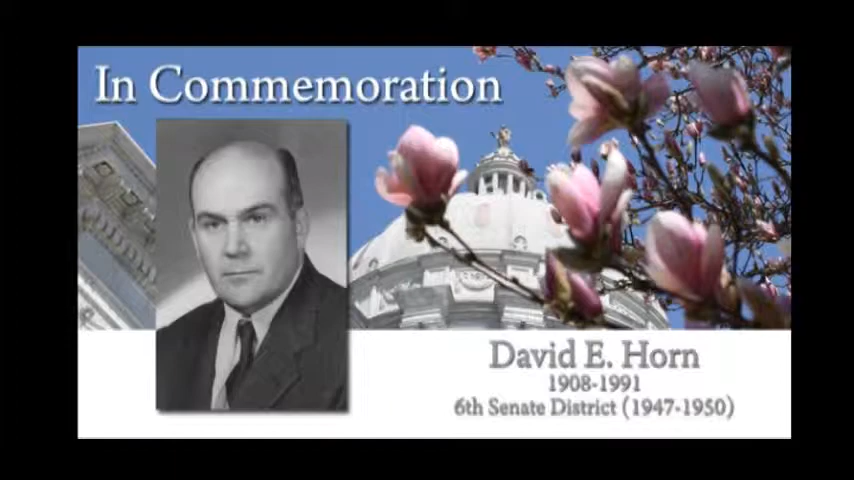 In Commemoration
David E. Horn
1908-1991
6th Senate District (1947-1950)